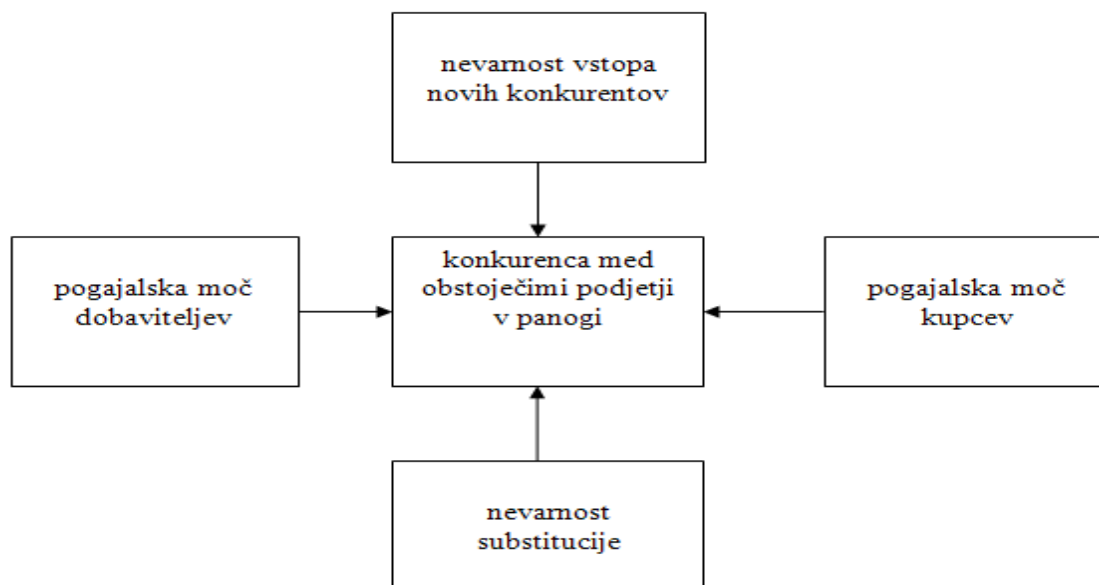 nevarnost vstopa
novih konkurentov
pogajalska moč
dobaviteljev
konkurenca med
obstoječimi podjetji
v panogi
pogajalska moč
kupcev
nevarnost
substitucije